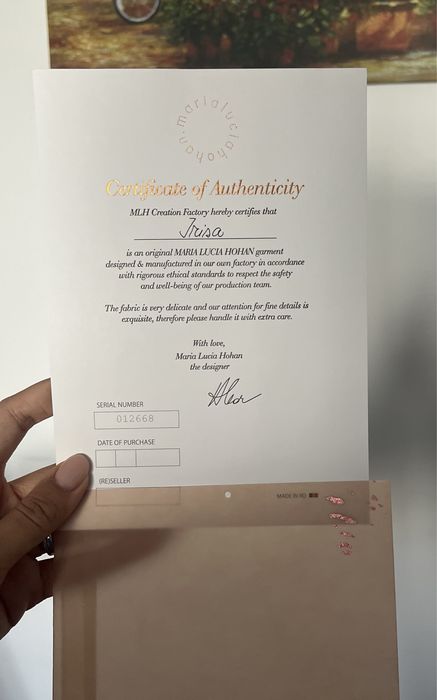 marialuciahohan.
Certificate of Authenticity
MLH Creation Factory hereby certifies that
Irisa
is an original MARIA LUCIA HOHAN garment
designed & manufactured in our own factory in accordance
with rigorous ethical standards to respect the safety
and well-being of our production team.
The fabric is very delicate and our attention for fine details is
exquisite, therefore please handle it with extra care.
With love,
Maria Lucia Hohan
the designer
SERIAL NUMBER
012668
DATE OF PURCHASE
(RE)SELLER
MADE IN RO